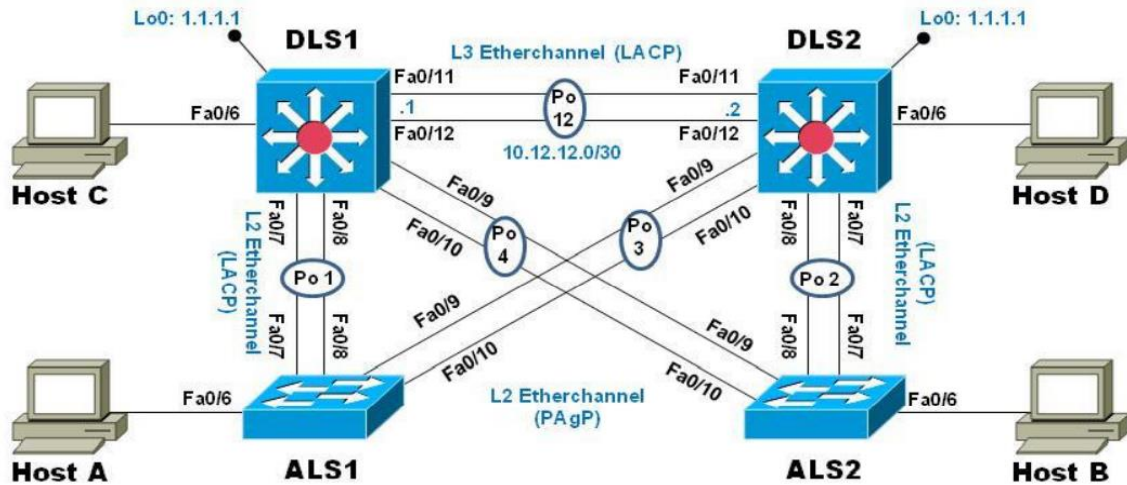 Lo0: 1.1.1.1
Lo0: 1.1.1.1
DLS1
DLS2
L3 Etherchannel (LACP)
Fa0/11
Fa0/11
Fa0/6
.1
Po
12
.2
Fa0/6
Fa0/12
Fa0/12
10.12.12.0/30
Host C
Host D
Fa0/9
Fa0/10
Fa0/9
Fa0/10
Fa0/7
Fa0/8
Po
4
Po
3
Fa0/8
Fa0/7
L2 Etherchannel
(LACP)
Po 1
Po 2
L2 Etherchannel
(LACP)
Fa0/7
Fa0/8
Fa0/9
Fa0/10
Fa0/9
Fa0/10
Fa0/8
Fa0/7
L2 Etherchannel
(PAgP)
Fa0/6
Fa0/6
Host A
ALS1
ALS2
Host B